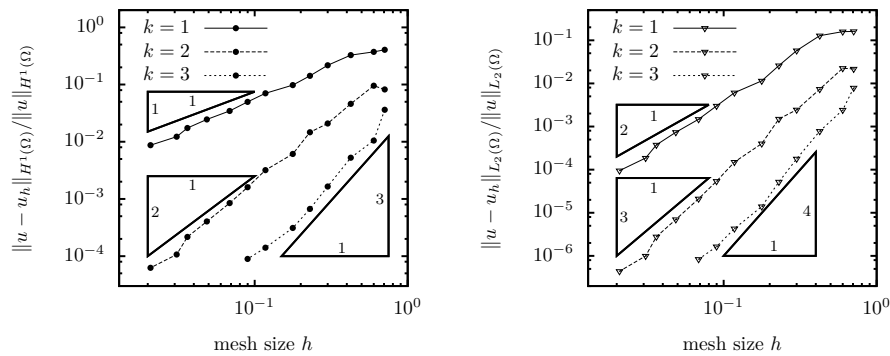 k = 1
k = 2
k = 3
10^0
10^{-1}
10^{-2}
10^{-3}
10^{-4}
‖u − u_h‖_{H^1(Ω)}/‖u‖_{H^1(Ω)}
1
1
1
2
3
1
10^{-1}
10^0
mesh size h
k = 1
k = 2
k = 3
10^{-1}
10^{-2}
10^{-3}
10^{-4}
10^{-5}
10^{-6}
‖u − u_h‖_{L_2(Ω)}/‖u‖_{L_2(Ω)}
1
2
1
3
4
1
10^{-1}
10^0
mesh size h